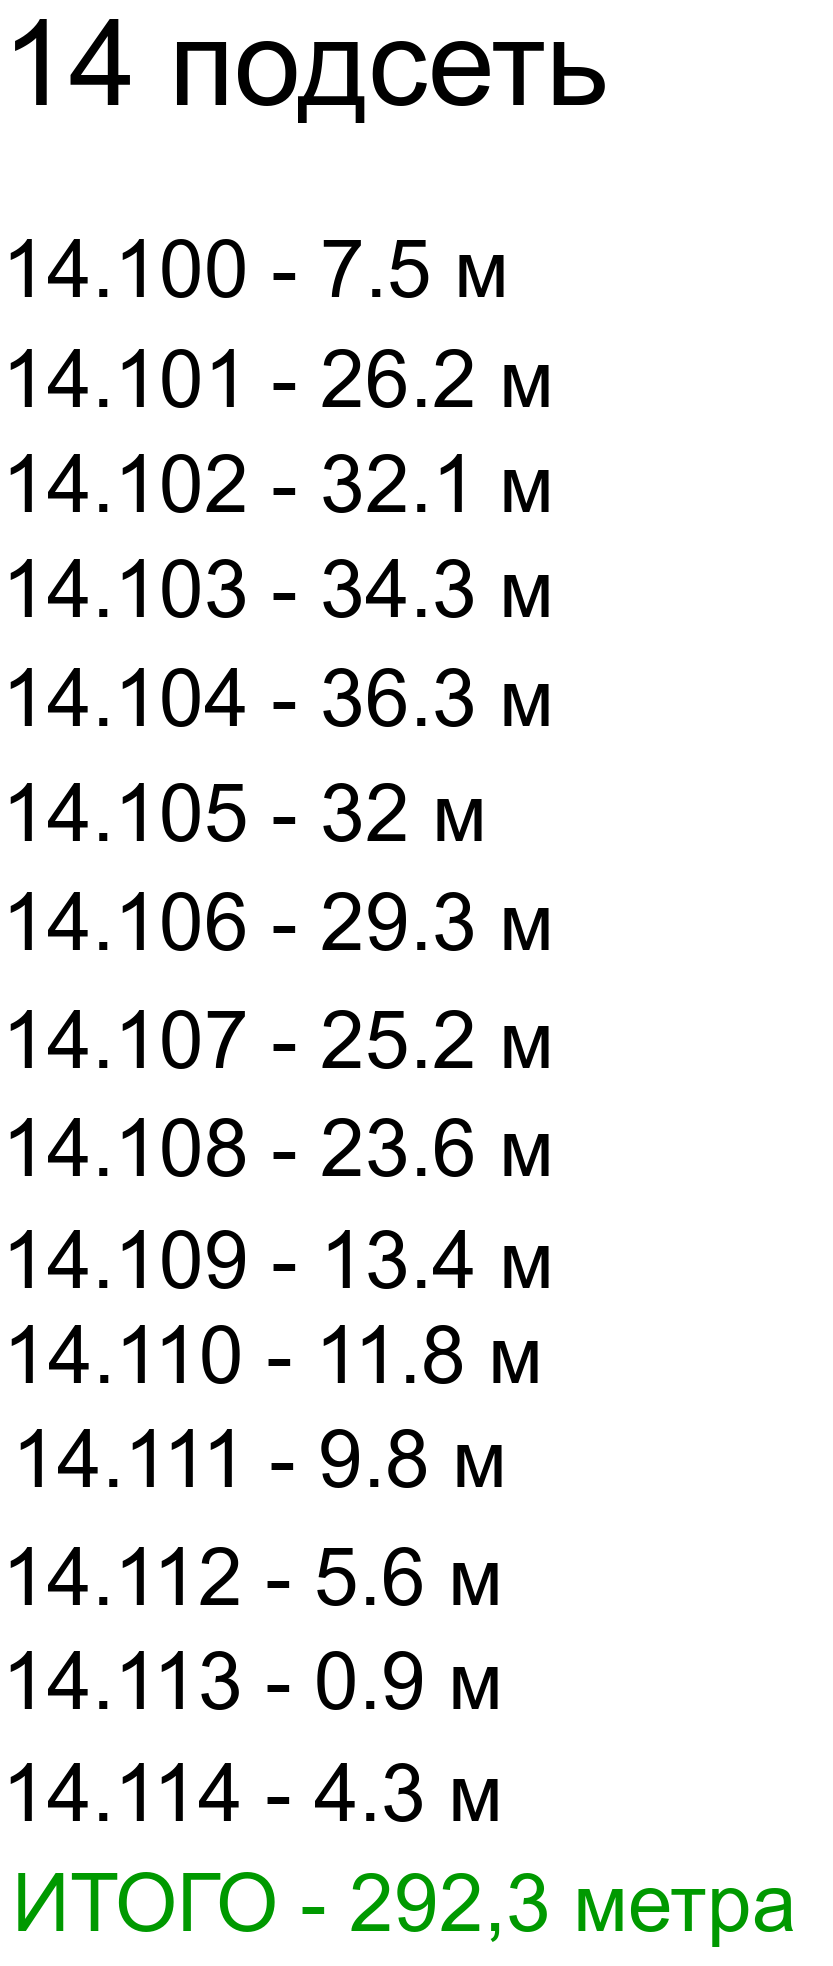 14 подсеть
14.100 - 7.5 м
14.101 - 26.2 м
14.102 - 32.1 м
14.103 - 34.3 м
14.104 - 36.3 м
14.105 - 32 м
14.106 - 29.3 м
14.107 - 25.2 м
14.108 - 23.6 м
14.109 - 13.4 м
14.110 - 11.8 м
14.111 - 9.8 м
14.112 - 5.6 м
14.113 - 0.9 м
14.114 - 4.3 м
ИТОГО - 292,3 метра